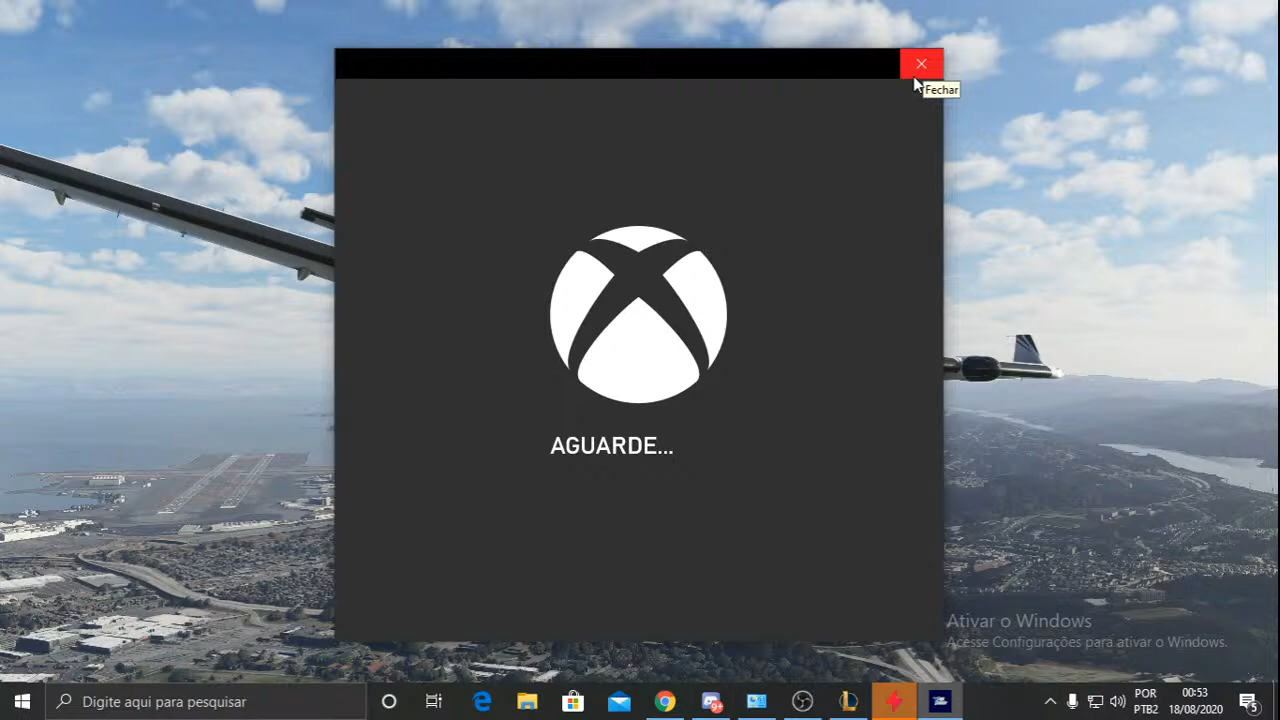 Fechar
AGUARDE...
Ativar o Windows
Acesse Configurações para ativar o Windows.
Digite aqui para pesquisar
9+
POR
PTB2
00:53
18/08/2020
5